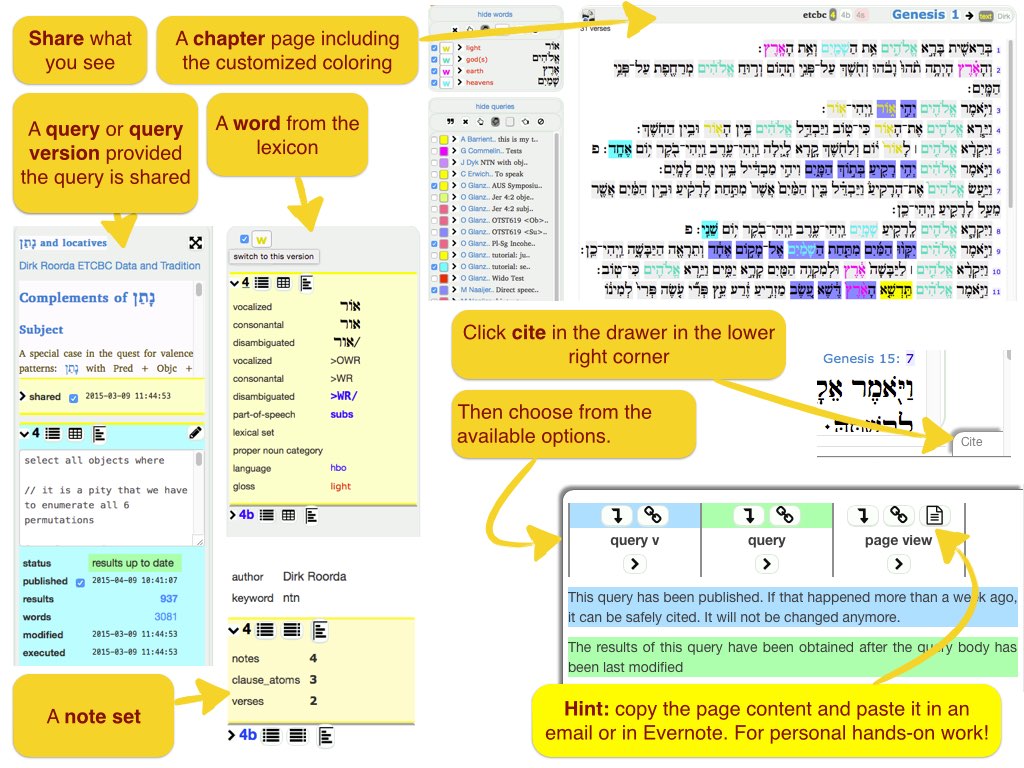 Share what
you see
A chapter page including
the customized coloring
A query or query
version provided
the query is shared
A word from the
lexicon
hide words
light
אוֹר
god(s)
אֱלֹהִים
earth
אֶרֶץ
heavens
שָׁמַיִם
hide queries
A Barrient.. this is my t..
G Commelin.. Tests
J Dyk NTN with obj..
C Erwich.. To speak
O Glanz.. AUS Symposiu..
O Glanz.. Jer 4:2 obje..
O Glanz.. Jer 4:2 subj..
O Glanz.. OTST619 <Ob>..
O Glanz.. OTST619 <Su>..
O Glanz.. PI-Sg Incohe..
O Glanz.. tutorial: ju..
O Glanz.. tutorial: se..
O Glanz.. Wido Test
M Naaijer.. Direct speec..
31 verses
etcbc 4 4b 4s
Genesis 1
text Dirk
1 בְּרֵאשִׁית בָּרָא אֱלֹהִים אֵת הַשָּׁמַיִם וְאֵת הָאָרֶץ׃
2 וְהָאָרֶץ הָיְתָה תֹהוּ וָבֹהוּ וְחֹשֶׁךְ עַל־פְּנֵי תְהוֹם וְרוּחַ אֱלֹהִים מְרַחֶפֶת עַל־פְּנֵי
הַמָּיִם׃
3 וַיֹּאמֶר אֱלֹהִים יְהִי אוֹר וַיְהִי־אוֹר׃
4 וַיַּרְא אֱלֹהִים אֶת־הָאוֹר כִּי־טוֹב וַיַּבְדֵּל אֱלֹהִים בֵּין הָאוֹר וּבֵין הַחֹשֶׁךְ׃
5 וַיִּקְרָא אֱלֹהִים ׀ לָאוֹר יוֹם וְלַחֹשֶׁךְ קָרָא לָיְלָה וַיְהִי־עֶרֶב וַיְהִי־בֹקֶר יוֹם אֶחָד׃ פ
6 וַיֹּאמֶר אֱלֹהִים יְהִי רָקִיעַ בְּתוֹךְ הַמָּיִם וִיהִי מַבְדִּיל בֵּין מַיִם לָמָיִם׃
7 וַיַּעַשׂ אֱלֹהִים אֶת־הָרָקִיעַ וַיַּבְדֵּל בֵּין הַמַּיִם אֲשֶׁר מִתַּחַת לָרָקִיעַ וּבֵין הַמַּיִם אֲשֶׁר
מֵעַל לָרָקִיעַ וַיְהִי־כֵן׃
8 וַיִּקְרָא אֱלֹהִים לָרָקִיעַ שָׁמָיִם וַיְהִי־עֶרֶב וַיְהִי־בֹקֶר יוֹם שֵׁנִי׃ פ
9 וַיֹּאמֶר אֱלֹהִים יִקָּווּ הַמַּיִם מִתַּחַת הַשָּׁמַיִם אֶל־מָקוֹם אֶחָד וְתֵרָאֶה הַיַּבָּשָׁה וַיְהִי־כֵן׃
10 וַיִּקְרָא אֱלֹהִים ׀ לַיַּבָּשָׁה אֶרֶץ וּלְמִקְוֵה הַמַּיִם קָרָא יַמִּים וַיַּרְא אֱלֹהִים כִּי־טוֹב׃
11 וַיֹּאמֶר אֱלֹהִים תַּדְשֵׁא הָאָרֶץ דֶּשֶׁא עֵשֶׂב מַזְרִיעַ זֶרַע עֵץ פְּרִי עֹשֶׂה פְּרִי לְמִינוֹ
נָתַן and locatives
Dirk Roorda ETCBC Data and Tradition
Complements of נָתַן
Subject
A special case in the quest for valence
patterns: נָתַן with Pred + Objc +
shared 2015-03-09 11:44:53
4
select all objects where
// it is a pity that we have
to enumerate all 6
permutations
status results up to date
published 2015-04-09 10:41:07
results 937
words 3081
modified 2015-03-09 11:44:53
executed 2015-03-09 11:44:53
w
switch to this version
4
vocalized אוֹר
consonantal אור
disambiguated אור/
vocalized >OWR
consonantal >WR
disambiguated >WR/
part-of-speech subs
lexical set
proper noun category
language hbo
gloss light
4b
author Dirk Roorda
keyword ntn
4
notes 4
clause_atoms 3
verses 2
4b
A note set
Click cite in the drawer in the lower
right corner
Genesis 15: 7
וַיֹּאמֶר אֵלָ
לְרִשְׁתָּהּ׃
Cite
Then choose from the
available options.
query v
query
page view
This query has been published. If that happened more than a week ago,
it can be safely cited. It will not be changed anymore.
The results of this query have been obtained after the query body has
been last modified
Hint: copy the page content and paste it in an
email or in Evernote. For personal hands-on work!